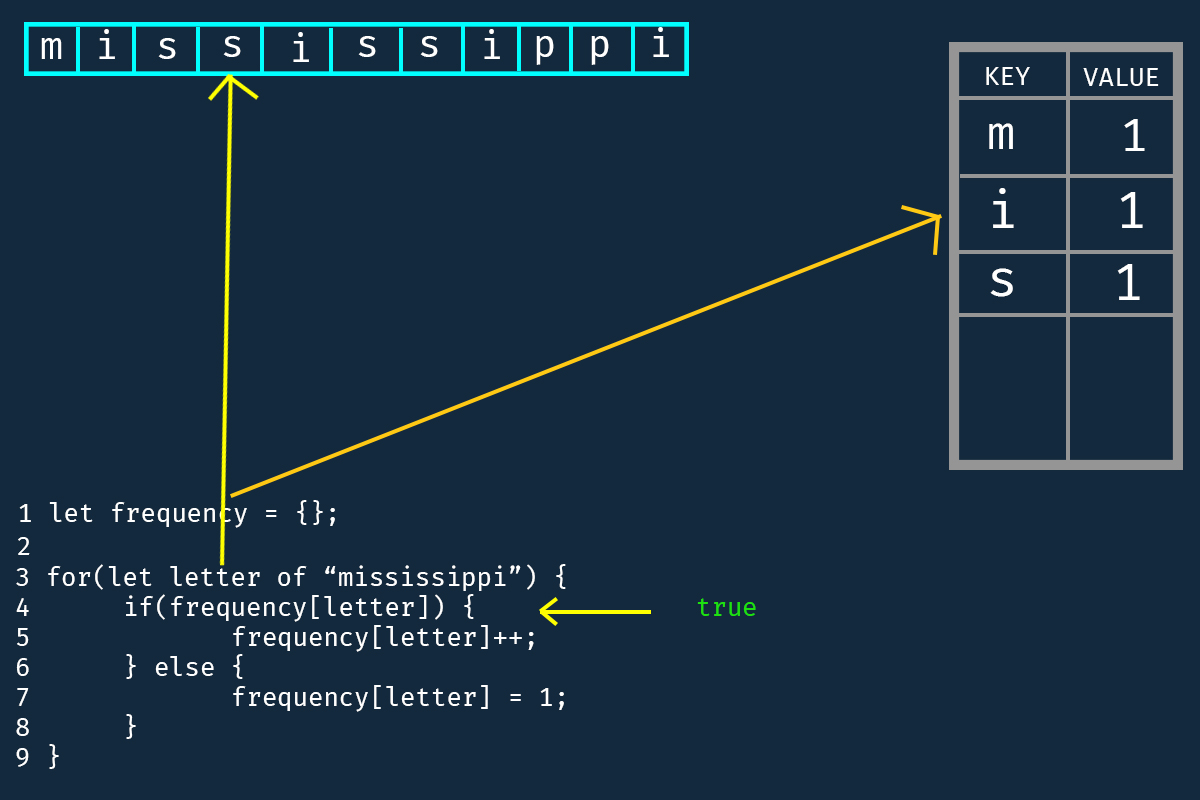 m i s s i s s i p p i
KEY VALUE
m 1
i 1
s 1
1 let frequency = {};
2
3 for(let letter of “mississippi”) {
4 if(frequency[letter]) { true
5 frequency[letter]++;
6 } else {
7 frequency[letter] = 1;
8 }
9 }